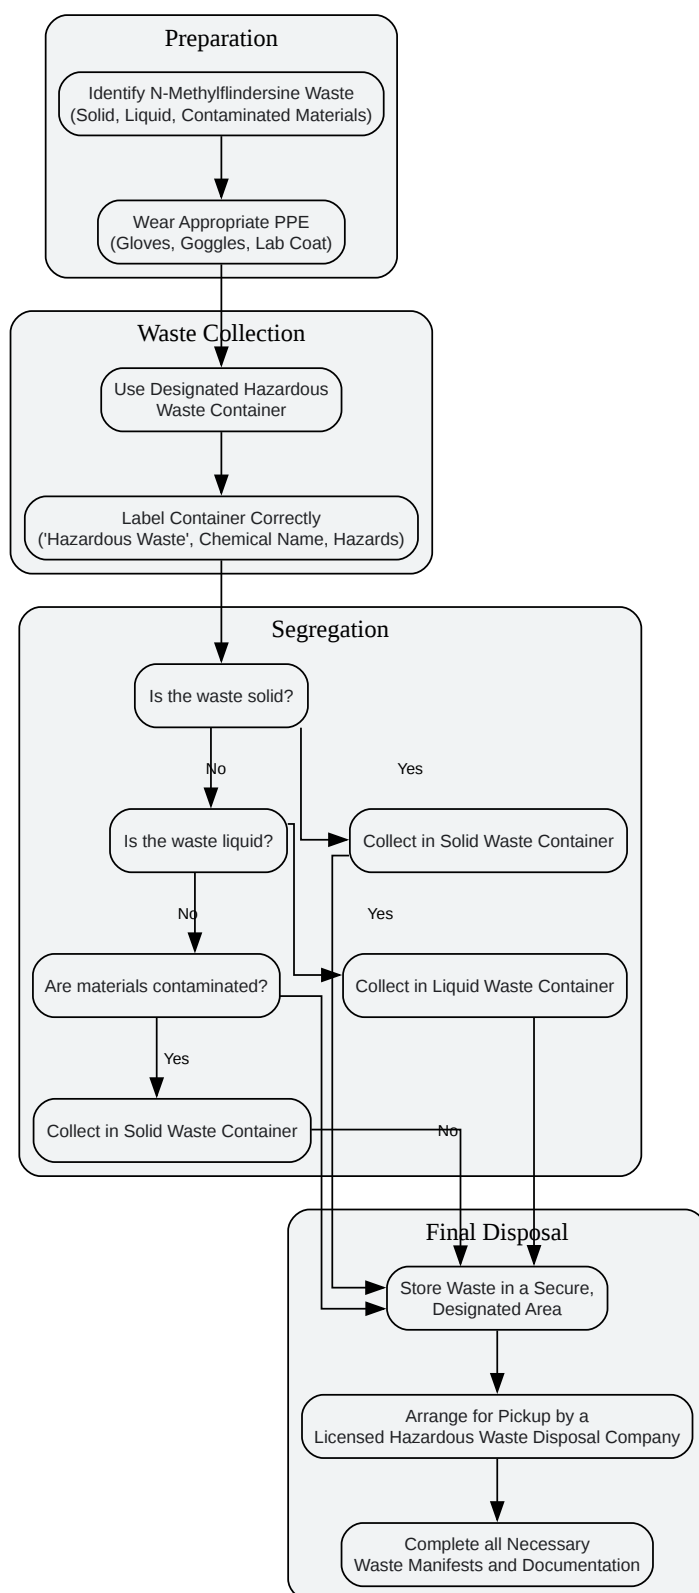 Preparation
Identify N-Methylflindersine Waste
(Solid, Liquid, Contaminated Materials)
Wear Appropriate PPE
(Gloves, Goggles, Lab Coat)
Waste Collection
Use Designated Hazardous
Waste Container
Label Container Correctly
('Hazardous Waste', Chemical Name, Hazards)
Segregation
Is the waste solid?
No
Yes
Is the waste liquid?
Collect in Solid Waste Container
No
Yes
Are materials contaminated?
Collect in Liquid Waste Container
Yes
Collect in Solid Waste Container
No
Final Disposal
Store Waste in a Secure,
Designated Area
Arrange for Pickup by a
Licensed Hazardous Waste Disposal Company
Complete all Necessary
Waste Manifests and Documentation